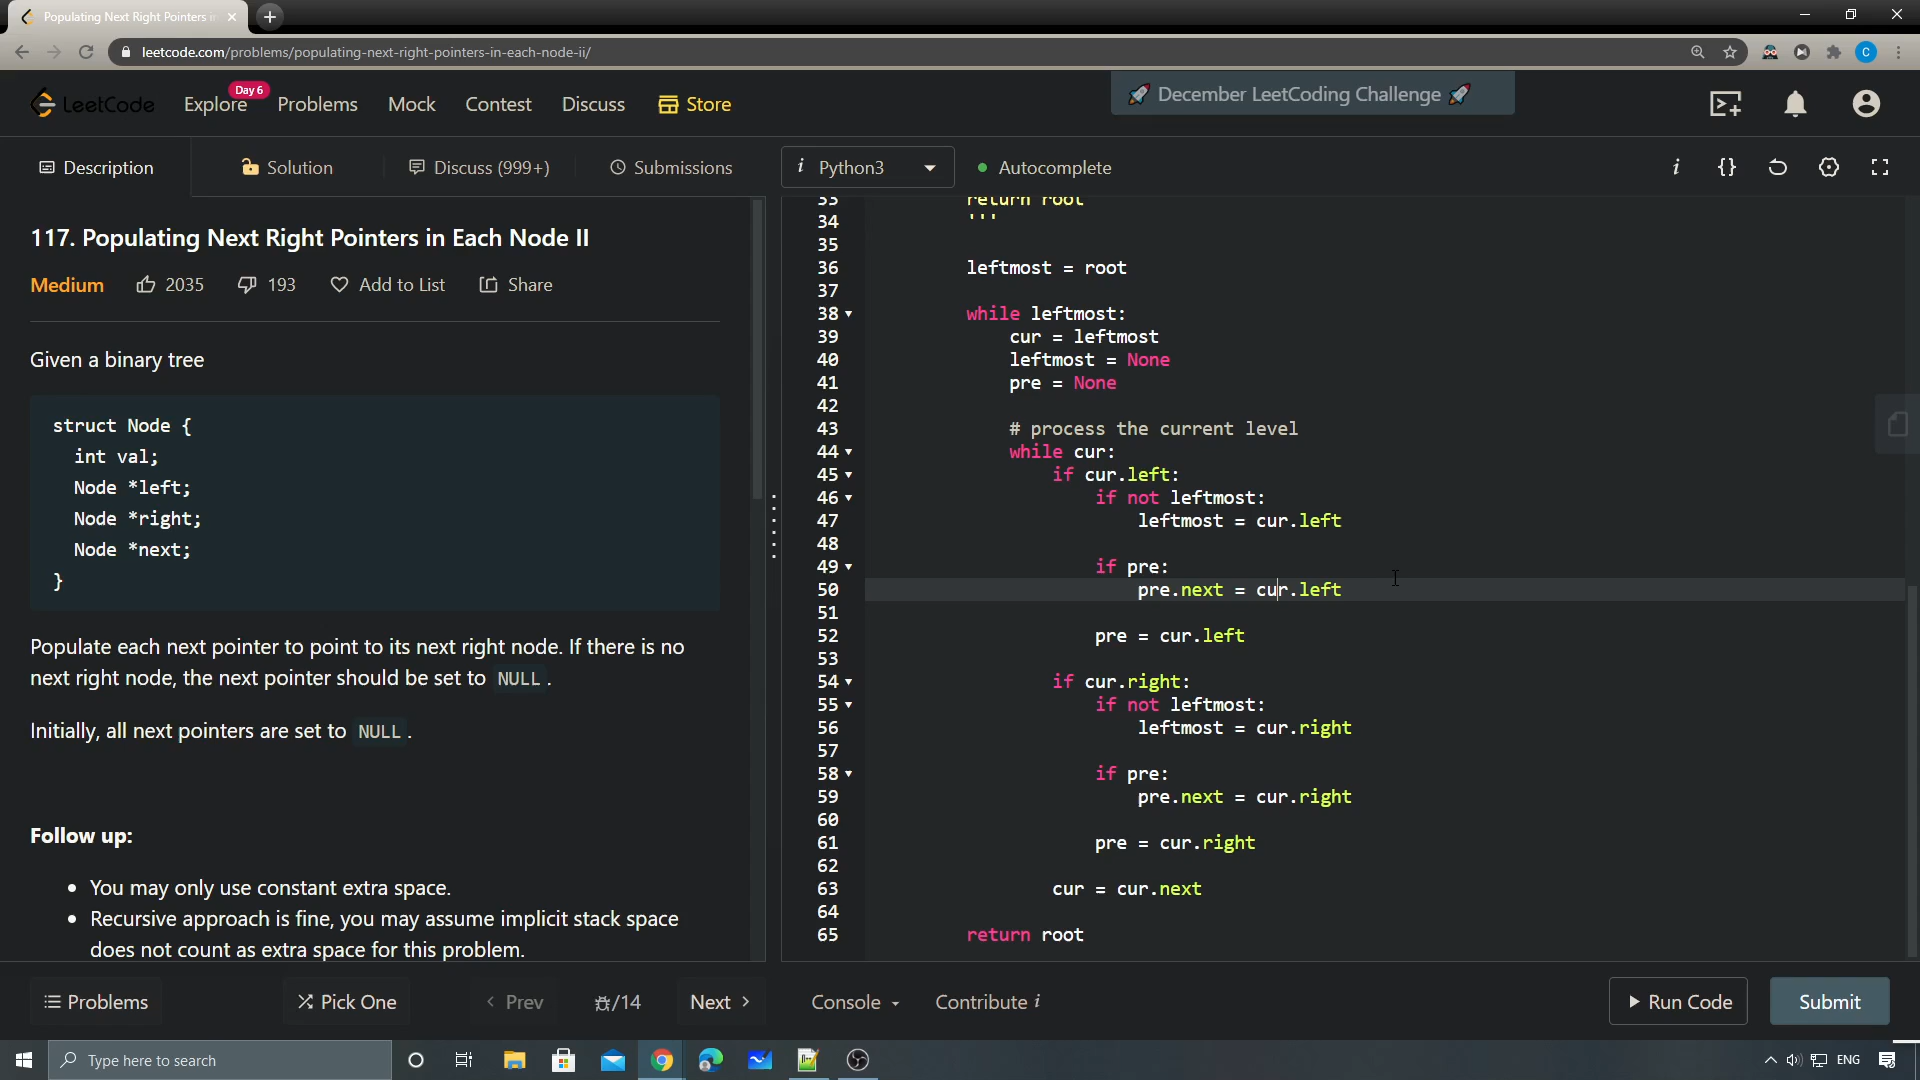 Populating Next Right Pointers in
leetcode.com/problems/populating-next-right-pointers-in-each-node-ii/
C
LeetCode
Explore
Day 6
Problems
Mock
Contest
Discuss
Store
🚀 December LeetCoding Challenge 🚀
Description
Solution
Discuss (999+)
Submissions
i Python3
Autocomplete
i {}
117. Populating Next Right Pointers in Each Node II
Medium
2035
193
Add to List
Share
Given a binary tree
struct Node {
int val;
Node *left;
Node *right;
Node *next;
}
Populate each next pointer to point to its next right node. If there is no
next right node, the next pointer should be set to NULL.
Initially, all next pointers are set to NULL.
Follow up:
• You may only use constant extra space.
• Recursive approach is fine, you may assume implicit stack space
does not count as extra space for this problem.
33 return root
34 '''
35
36 leftmost = root
37
38 while leftmost:
39 cur = leftmost
40 leftmost = None
41 pre = None
42
43 # process the current level
44 while cur:
45 if cur.left:
46 if not leftmost:
47 leftmost = cur.left
48
49 if pre:
50 pre.next = cur.left
51
52 pre = cur.left
53
54 if cur.right:
55 if not leftmost:
56 leftmost = cur.right
57
58 if pre:
59 pre.next = cur.right
60
61 pre = cur.right
62
63 cur = cur.next
64
65 return root
Problems
Pick One
Prev
/14
Next
Console
Contribute i
Run Code
Submit
Type here to search
ENG